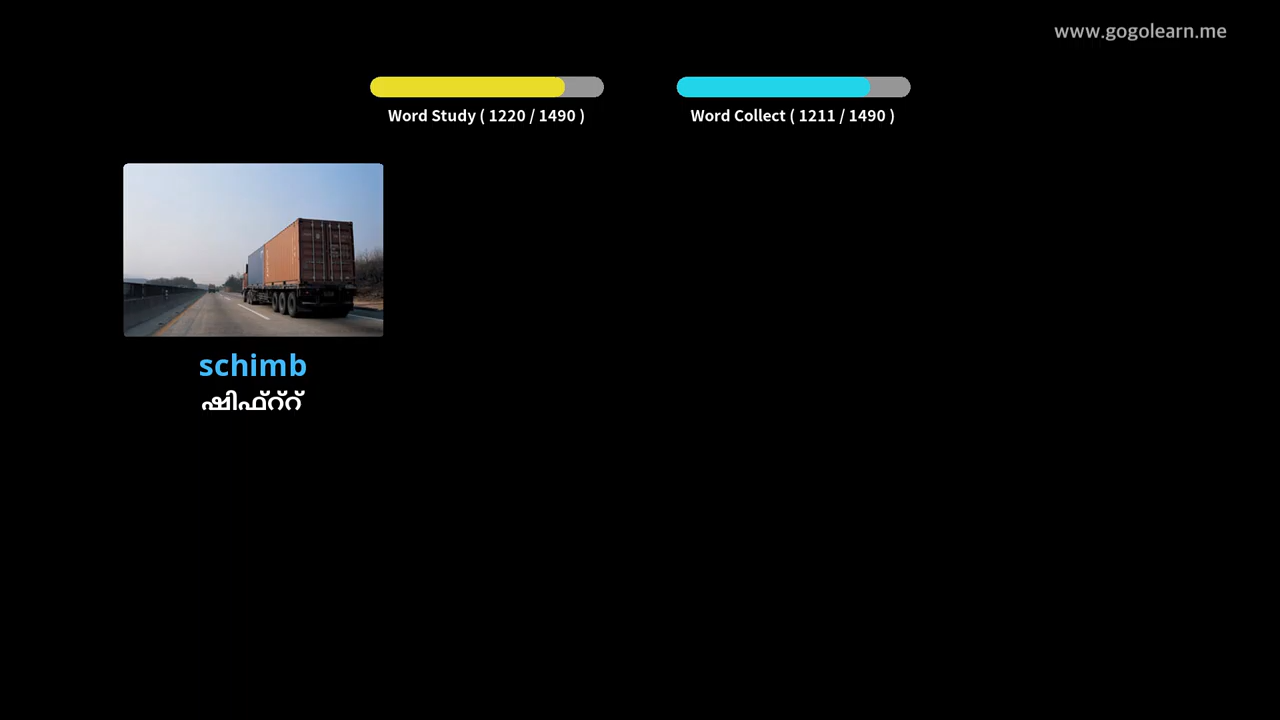 www.gogolearn.me
Word Study ( 1220 / 1490 )
Word Collect ( 1211 / 1490 )
schimb
ഷിഫ്റ്റ്